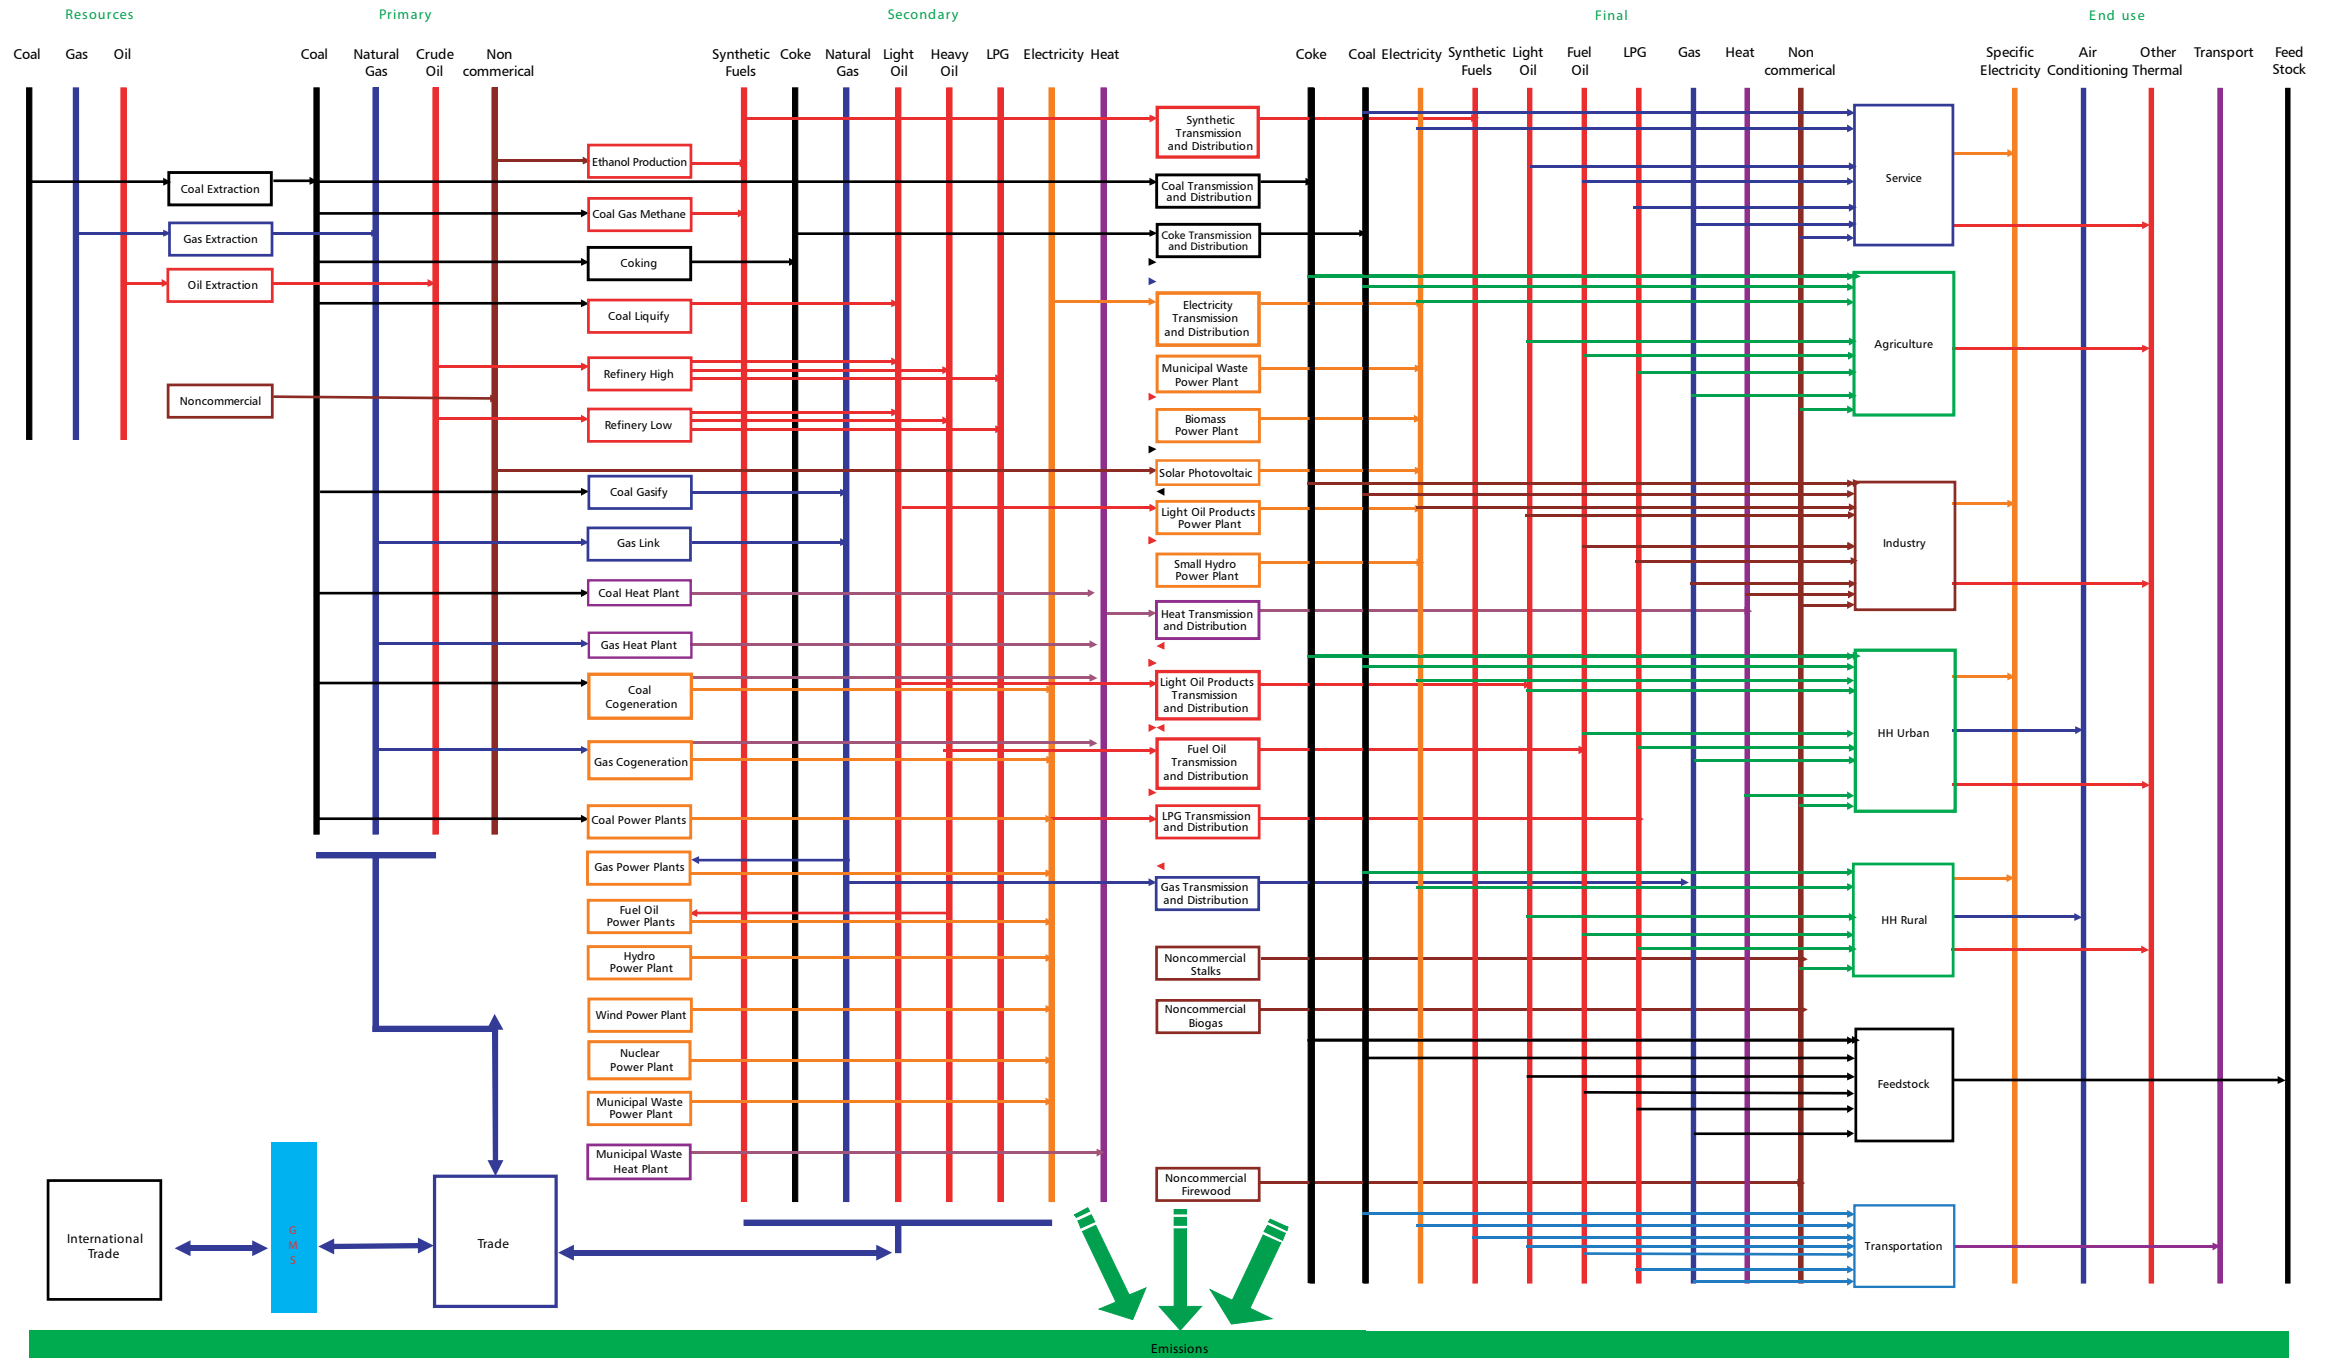 Resources
Primary
Secondary
Final
End use
Coal
Gas
Oil
Coal
Natural
Gas
Crude
Oil
Non
commerical
Synthetic
Fuels
Coke
Natural
Gas
Light
Oil
Heavy
Oil
LPG
Electricity
Heat
Coke
Coal
Electricity
Synthetic
Fuels
Light
Oil
Fuel
Oil
LPG
Gas
Heat
Non
commerical
Specific
Electricity
Air
Conditioning
Other
Thermal
Transport
Feed
Stock
Coal Extraction
Gas Extraction
Oil Extraction
Noncommercial
Ethanol Production
Coal Gas Methane
Coking
Coal Liquify
Refinery High
Refinery Low
Coal Gasify
Gas Link
Coal Heat Plant
Gas Heat Plant
Coal
Cogeneration
Gas Cogeneration
Coal Power Plants
Gas Power Plants
Fuel Oil
Power Plants
Hydro
Power Plant
Wind Power Plant
Nuclear
Power Plant
Municipal Waste
Power Plant
Municipal Waste
Heat Plant
Synthetic
Transmission
and Distribution
Coal Transmission
and Distribution
Coke Transmission
and Distribution
Electricity
Transmission
and Distribution
Municipal Waste
Power Plant
Biomass
Power Plant
Solar Photovoltaic
Light Oil Products
Power Plant
Small Hydro
Power Plant
Heat Transmission
and Distribution
Light Oil Products
Transmission
and Distribution
Fuel Oil
Transmission
and Distribution
LPG Transmission
and Distribution
Gas Transmission
and Distribution
Noncommercial
Stalks
Noncommercial
Biogas
Noncommercial
Firewood
Service
Agriculture
Industry
HH Urban
HH Rural
Feedstock
Transportation
International
Trade
G
M
S
Trade
Emissions